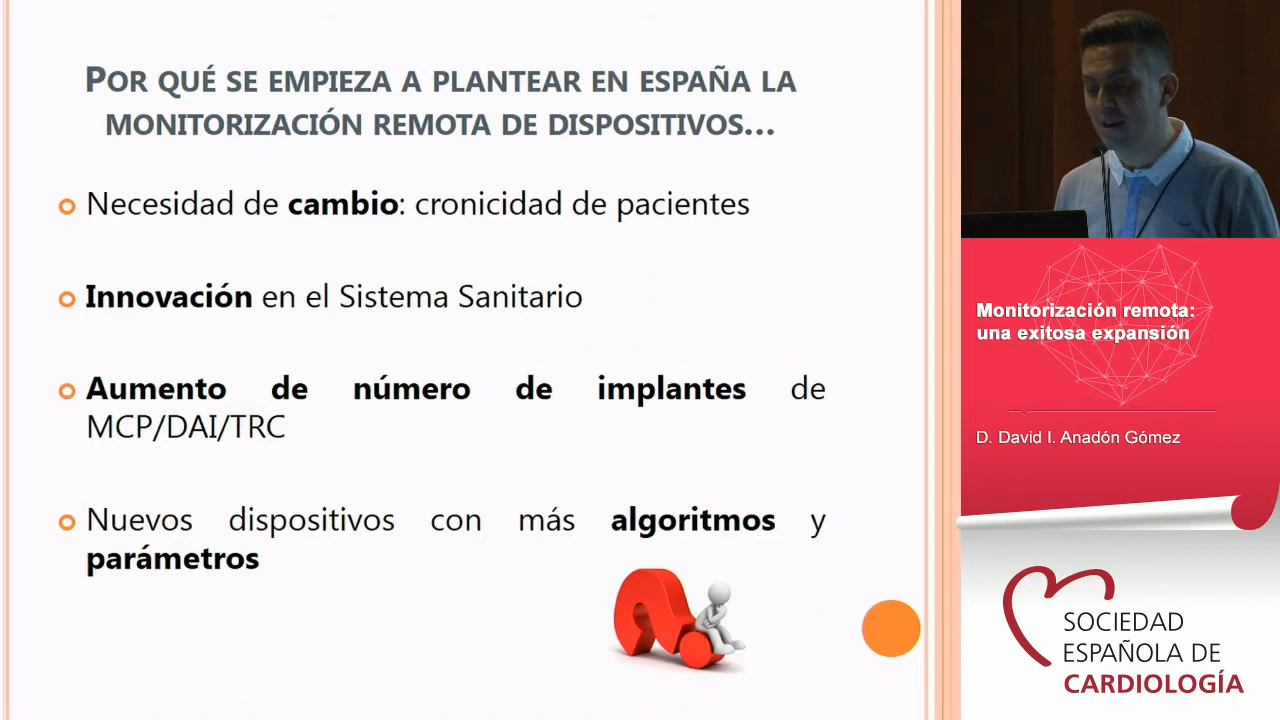 POR QUÉ SE EMPIEZA A PLANTEAR EN ESPAÑA LA
MONITORIZACIÓN REMOTA DE DISPOSITIVOS...
Necesidad de cambio: cronicidad de pacientes
Innovación en el Sistema Sanitario
Aumento de número de implantes de
MCP/DAI/TRC
Nuevos dispositivos con más algoritmos y
parámetros
Monitorización remota:
una exitosa expansión
D. David I. Anadón Gómez
SOCIEDAD
ESPAÑOLA DE
CARDIOLOGÍA